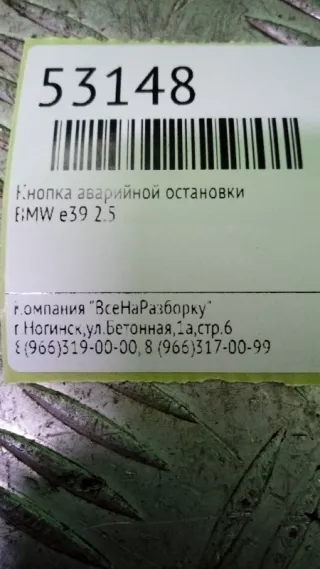 53148
Кнопка аварийной остановки
BMW e39 2.5
Компания "ВсеНаРазборку"
г.Ногинск,ул.Бетонная,1а,стр.6
8 (966)319-00-00, 8 (966)317-00-99